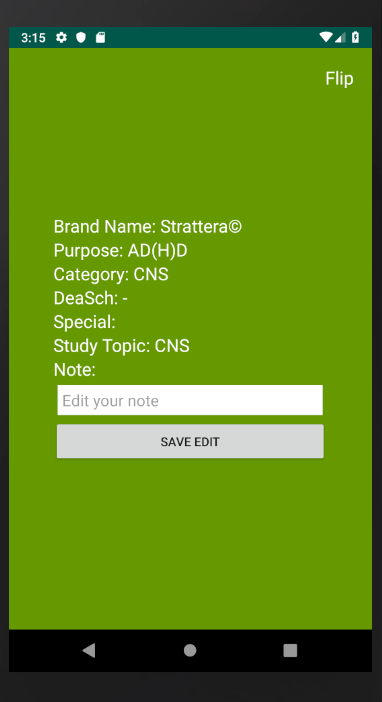 3:15
Flip
Brand Name: Strattera©
Purpose: AD(H)D
Category: CNS
DeaSch: -
Special:
Study Topic: CNS
Note:
Edit your note
SAVE EDIT